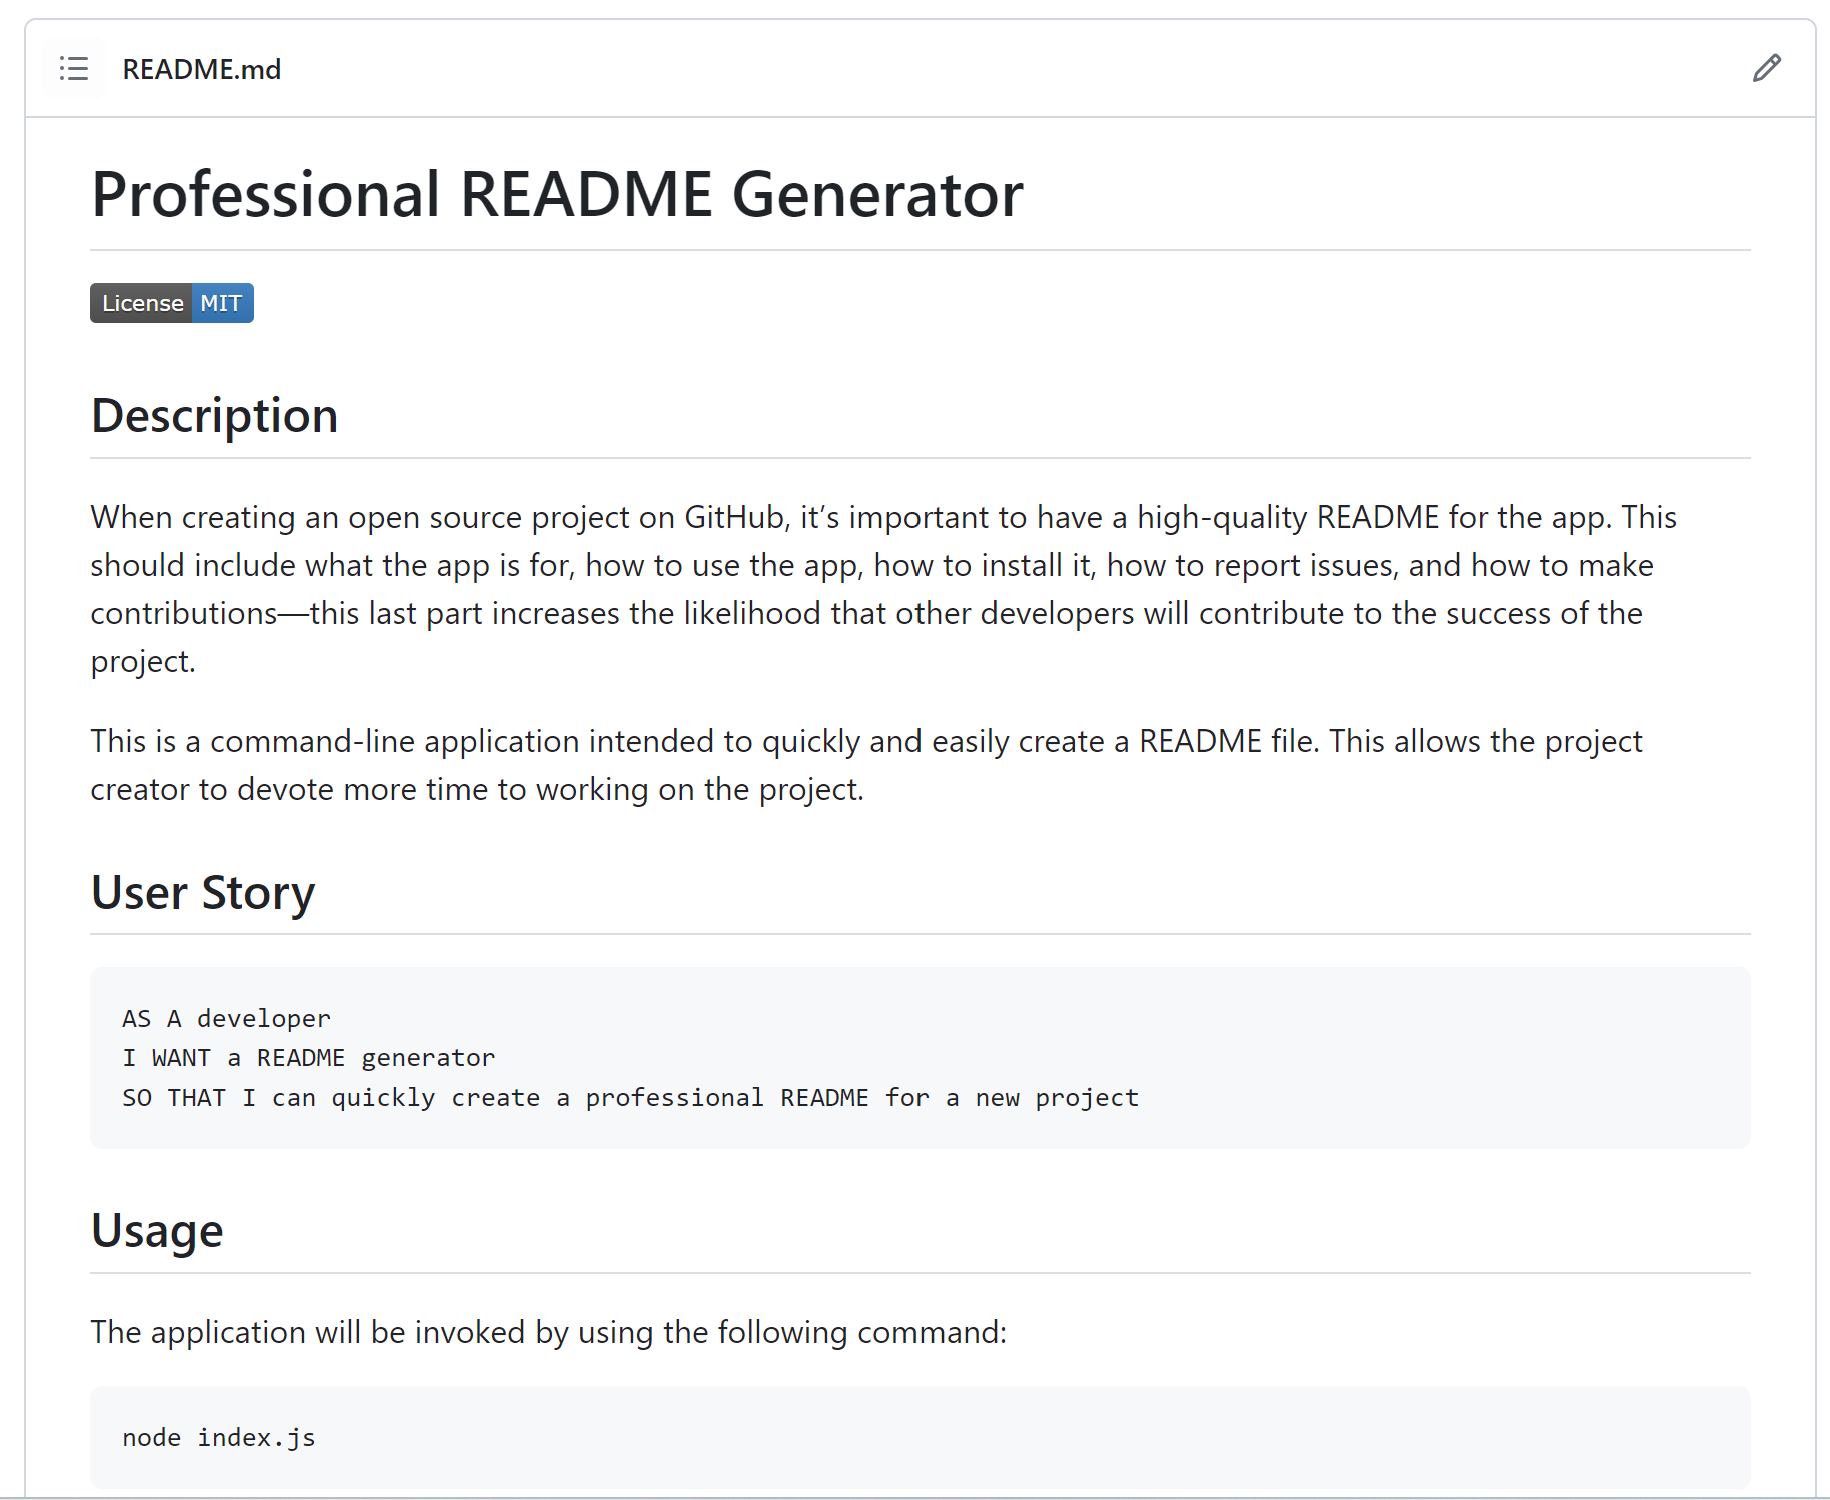 README.md
Professional README Generator
License MIT
Description
When creating an open source project on GitHub, it’s important to have a high-quality README for the app. This
should include what the app is for, how to use the app, how to install it, how to report issues, and how to make
contributions—this last part increases the likelihood that other developers will contribute to the success of the
project.
This is a command-line application intended to quickly and easily create a README file. This allows the project
creator to devote more time to working on the project.
User Story
AS A developer
I WANT a README generator
SO THAT I can quickly create a professional README for a new project
Usage
The application will be invoked by using the following command:
node index.js